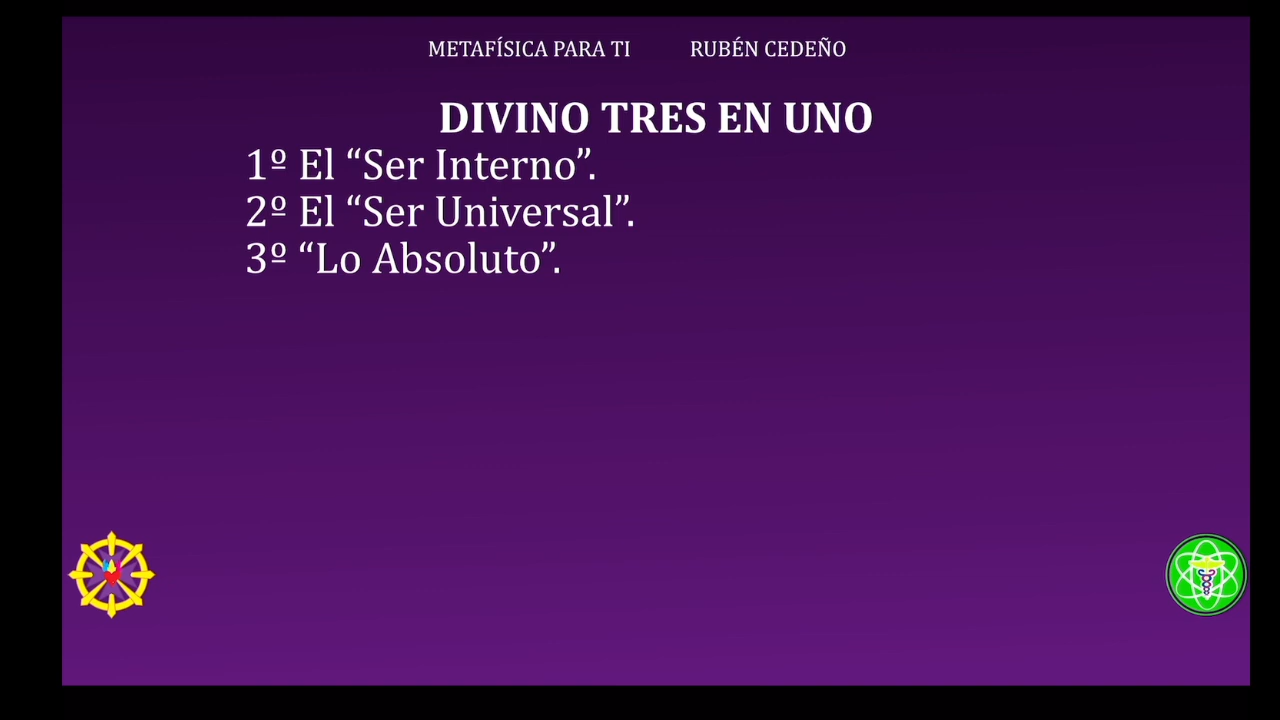 METAFÍSICA PARA TI RUBÉN CEDEÑO
DIVINO TRES EN UNO
1º El “Ser Interno”.
2º El “Ser Universal”.
3º “Lo Absoluto”.